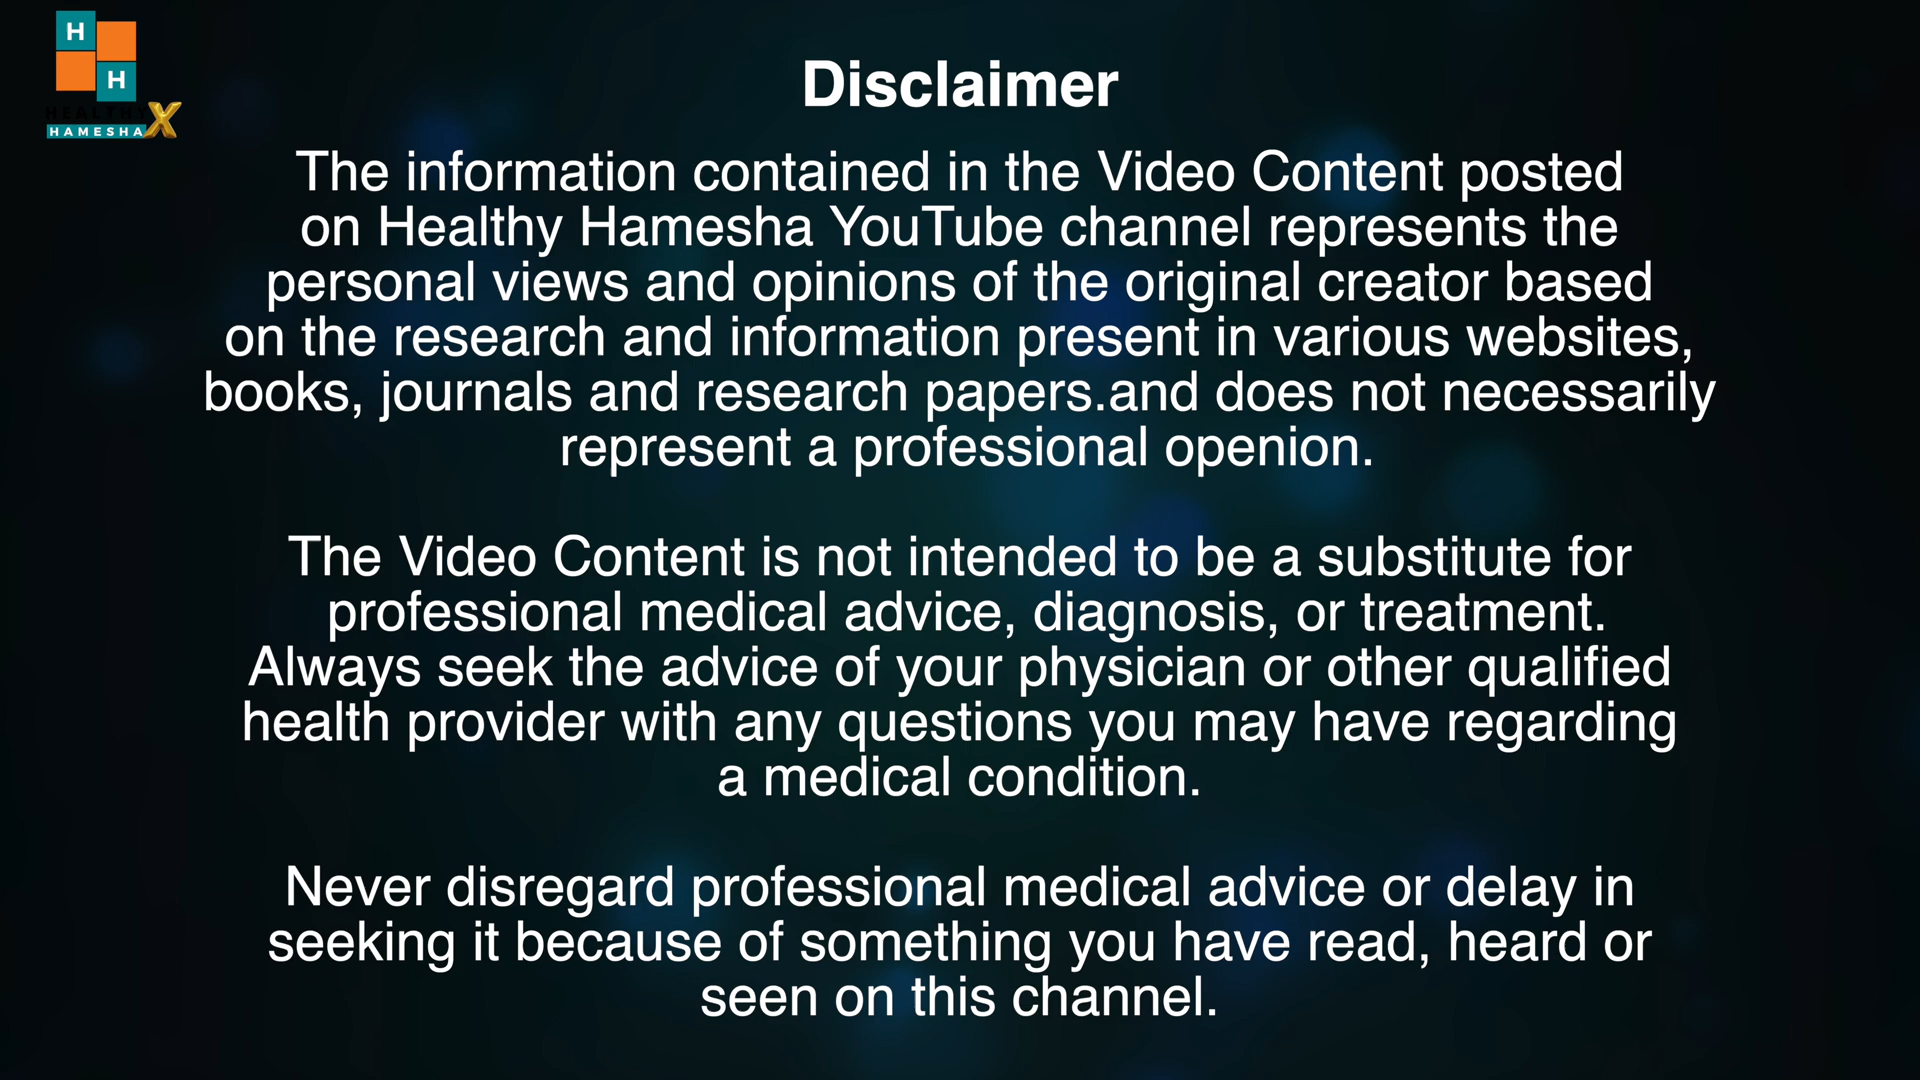 H
H
HEALTHY
HAMESHA X
Disclaimer
The information contained in the Video Content posted
on Healthy Hamesha YouTube channel represents the
personal views and opinions of the original creator based
on the research and information present in various websites,
books, journals and research papers.and does not necessarily
represent a professional openion.
The Video Content is not intended to be a substitute for
professional medical advice, diagnosis, or treatment.
Always seek the advice of your physician or other qualified
health provider with any questions you may have regarding
a medical condition.
Never disregard professional medical advice or delay in
seeking it because of something you have read, heard or
seen on this channel.